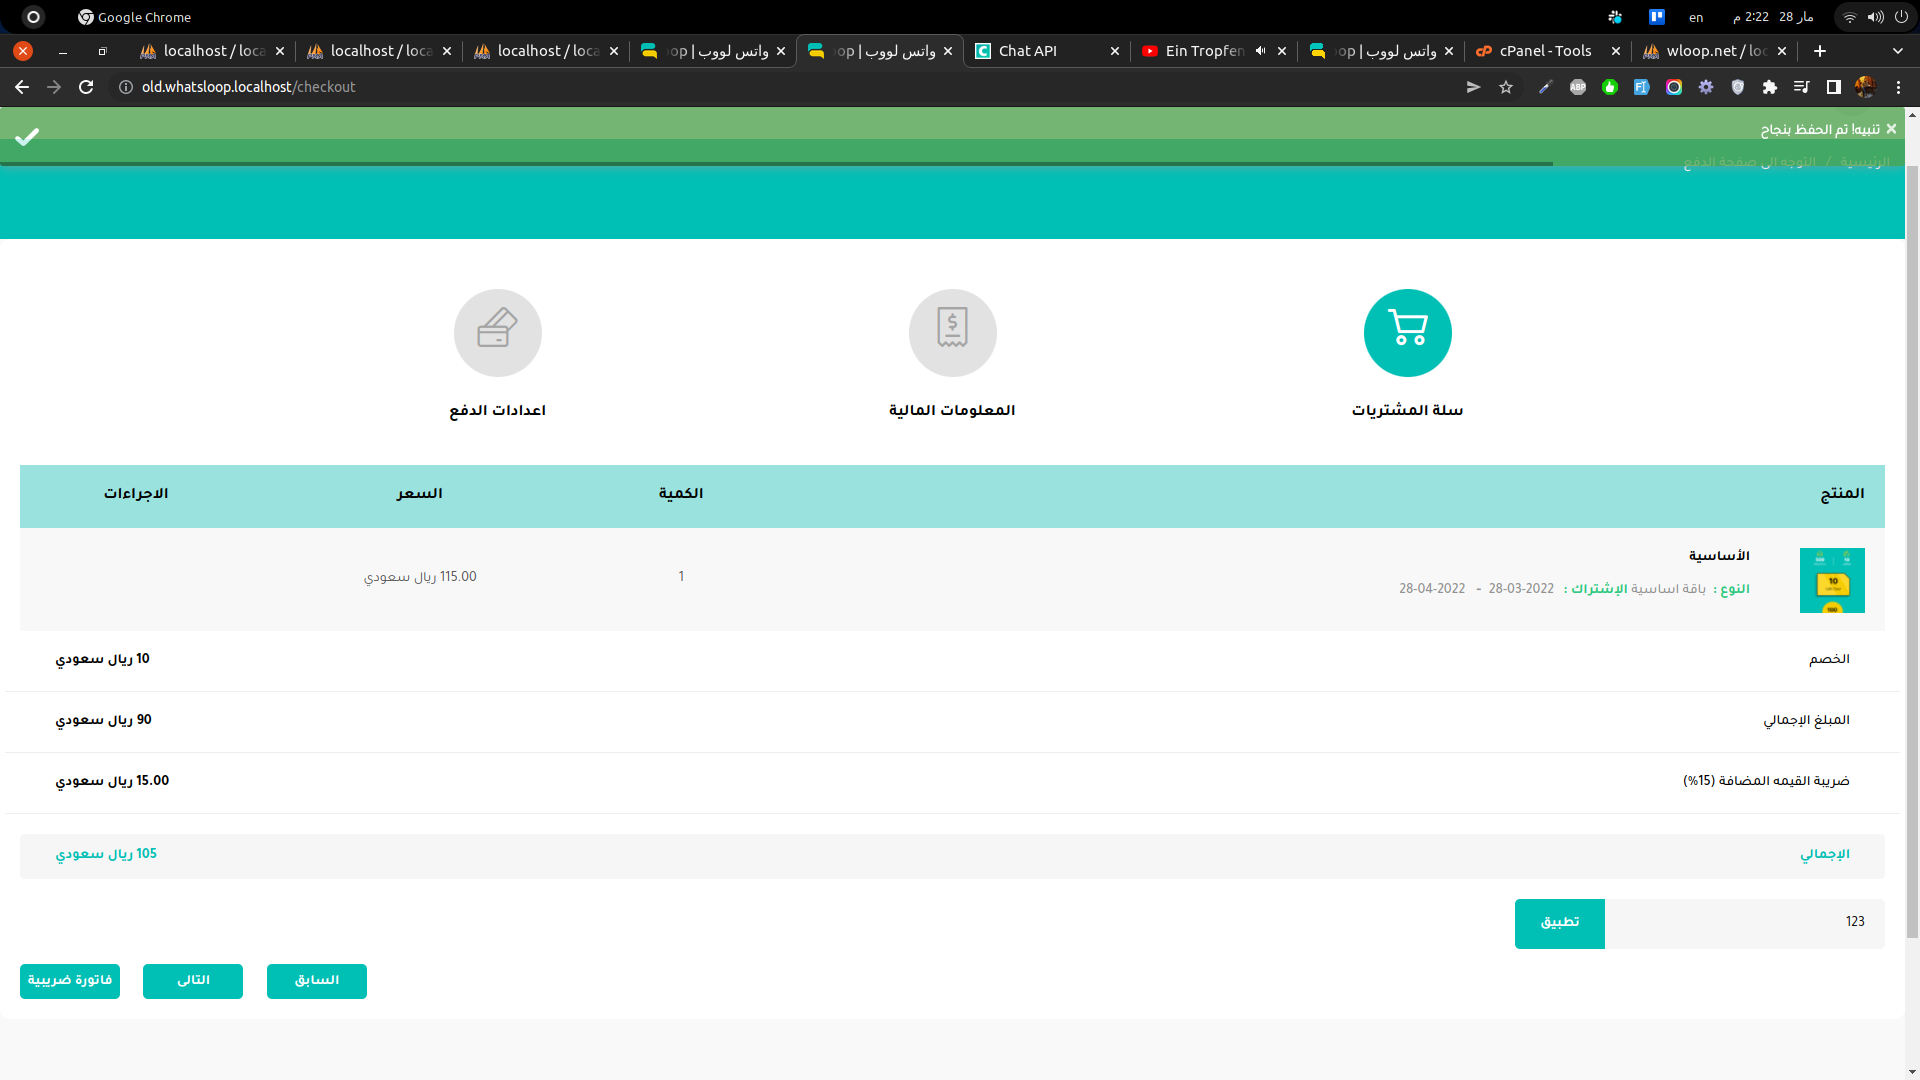 Google Chrome
en
2:22 م
28 مار
localhost / loca
localhost / loca
localhost / loca
واتس لووب | oop
واتس لووب | oop
Chat API
Ein Tropfen
واتس لووب | oop
cPanel - Tools
wloop.net / loc
old.whatsloop.localhost/checkout
تنبيه! تم الحفظ بنجاح ×
الرئيسية / التوجه الى صفحة الدفع
سلة المشتريات
المعلومات المالية
اعدادات الدفع
المنتج
الكمية
السعر
الاجراءات
الأساسية
النوع : باقة اساسية الإشتراك : 28-03-2022 - 28-04-2022
1
115.00 ريال سعودي
10
الخصم
10 ريال سعودي
المبلغ الإجمالي
90 ريال سعودي
ضريبة القيمه المضافة (15%)
15.00 ريال سعودي
الإجمالي
105 ريال سعودي
123
تطبيق
السابق
التالى
فاتورة ضريبية